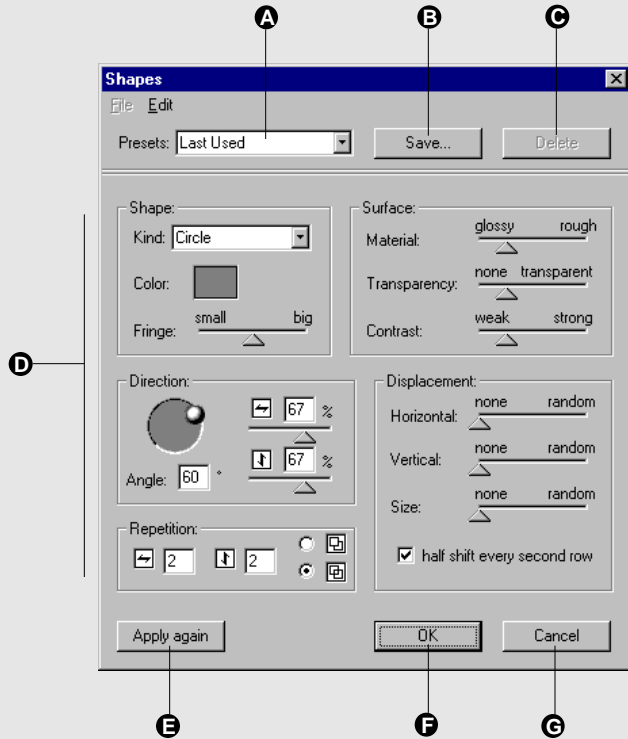 A B C
Shapes
File Edit
Presets: Last Used Save... Delete
Shape:
Kind: Circle
Color:
Fringe: small big
Surface:
Material: glossy rough
Transparency: none transparent
Contrast: weak strong
D
Direction:
67 %
67 %
Angle: 60 °
Displacement:
Horizontal: none random
Vertical: none random
Size: none random
half shift every second row
Repetition:
2 2
Apply again OK Cancel
E F G